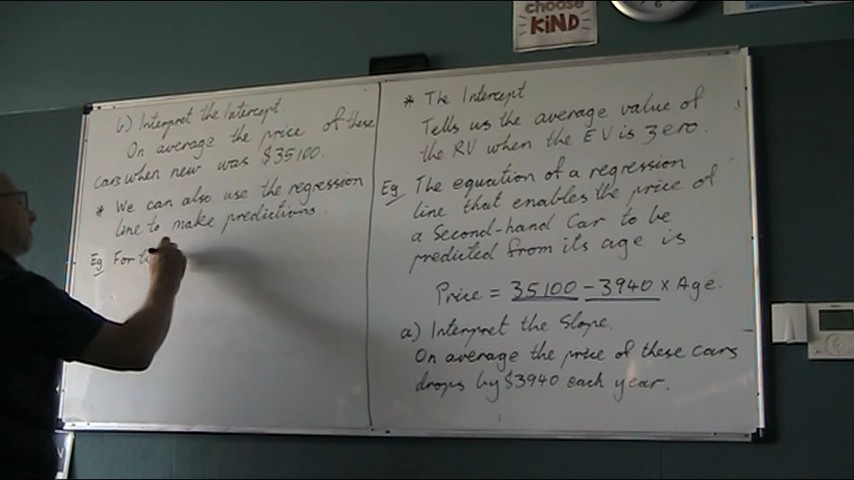 choose
KiND
b) Interpret the Intercept.
On average the price of these
cars when new was $35100.
* We can also use the regression
line to make predictions.
Eg For t
* The Intercept
Tells us the average value of
the RV when the EV is zero.
Eg The equation of a regression
line that enables the price of
a Second-hand Car to be
predicted from its age is
Price = 35100 - 3940 × Age.
a) Interpret the Slope.
On average the price of these cars
drops by $3940 each year.